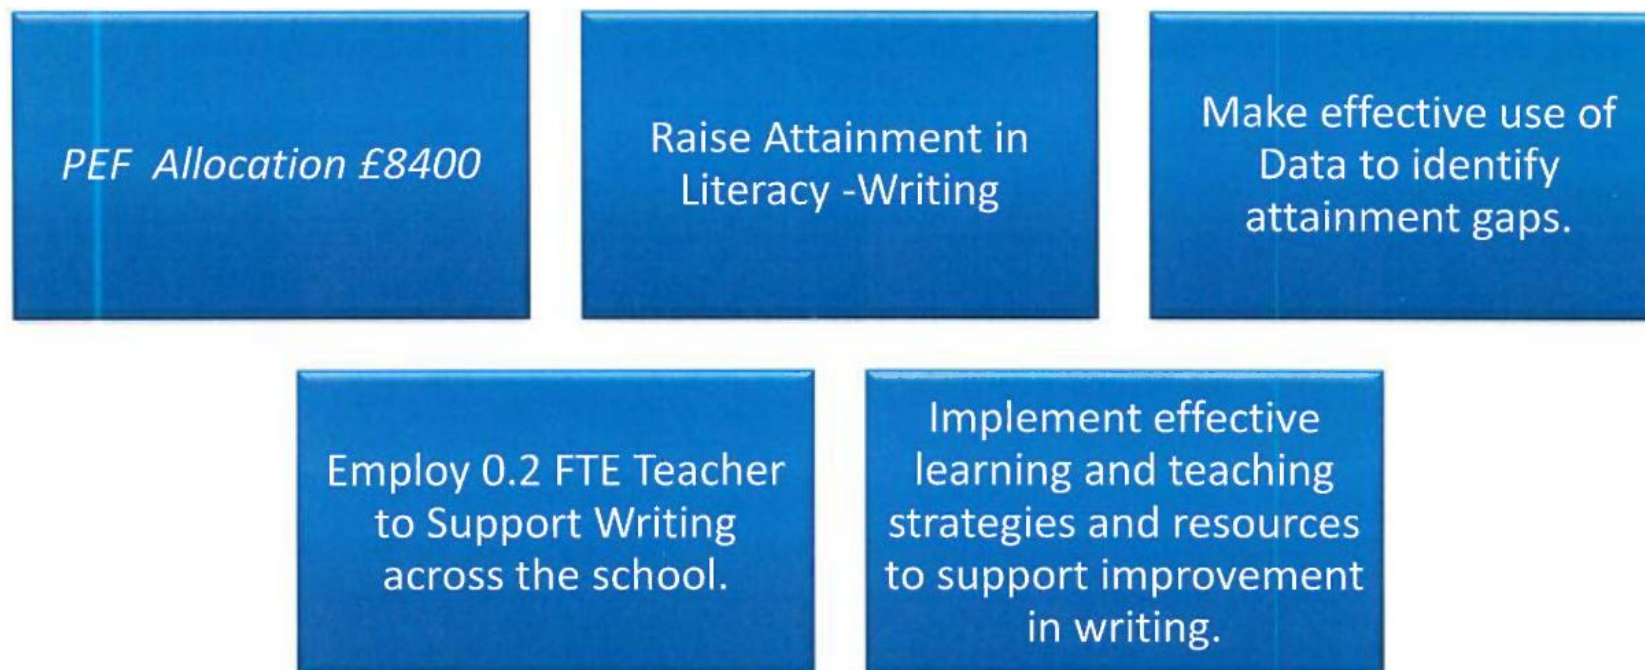 PEF Allocation £8400
Raise Attainment in
Literacy -Writing
Make effective use of
Data to identify
attainment gaps.
Employ 0.2 FTE Teacher
to Support Writing
across the school.
Implement effective
learning and teaching
strategies and resources
to support improvement
in writing.